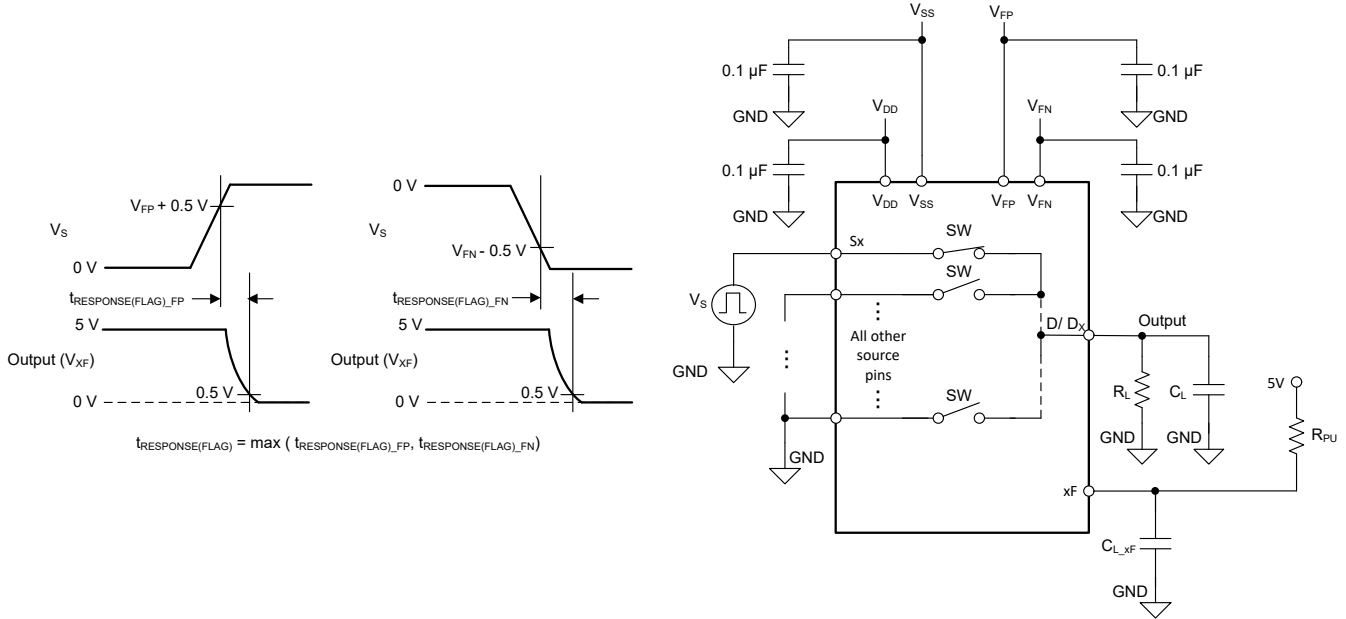 V_FP + 0.5 V
V_S
0 V
t_RESPONSE(FLAG)_FP
5 V
Output (V_XF)
0.5 V
0 V
0 V
V_S
V_FN - 0.5 V
t_RESPONSE(FLAG)_FN
5 V
Output (V_XF)
0.5 V
0 V
t_RESPONSE(FLAG) = max ( t_RESPONSE(FLAG)_FP, t_RESPONSE(FLAG)_FN)
V_SS
V_FP
0.1 µF
0.1 µF
GND
V_DD
V_FN
GND
0.1 µF
0.1 µF
GND
V_DD
V_SS
V_FP
V_FN
GND
Sx
SW
SW
V_S
GND
All other
source
pins
D/ D_X
Output
SW
R_L
C_L
GND
GND
5V
R_PU
GND
xF
C_L_xF
GND